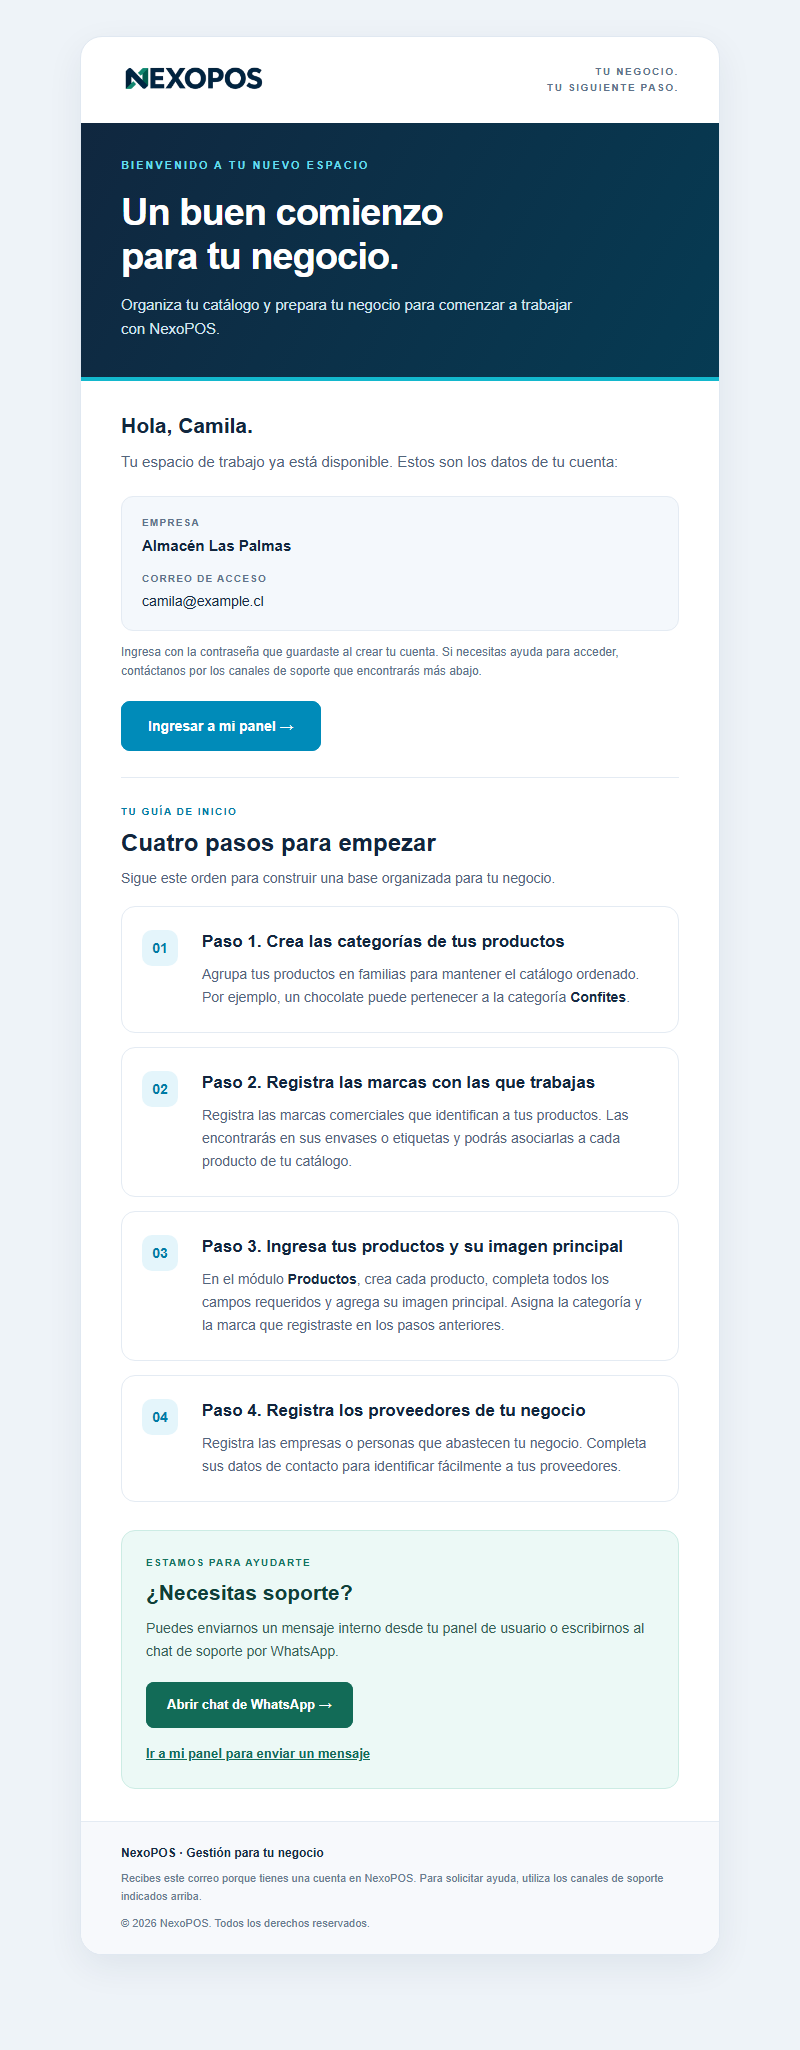 NEXOPOS
TU NEGOCIO.
TU SIGUIENTE PASO.
BIENVENIDO A TU NUEVO ESPACIO
Un buen comienzo
para tu negocio.
Organiza tu catálogo y prepara tu negocio para comenzar a trabajar
con NexoPOS.
Hola, Camila.
Tu espacio de trabajo ya está disponible. Estos son los datos de tu cuenta:
EMPRESA
Almacén Las Palmas
CORREO DE ACCESO
camila@example.cl
Ingresa con la contraseña que guardaste al crear tu cuenta. Si necesitas ayuda para acceder,
contáctanos por los canales de soporte que encontrarás más abajo.
Ingresar a mi panel →
TU GUÍA DE INICIO
Cuatro pasos para empezar
Sigue este orden para construir una base organizada para tu negocio.
01
Paso 1. Crea las categorías de tus productos
Agrupa tus productos en familias para mantener el catálogo ordenado.
Por ejemplo, un chocolate puede pertenecer a la categoría Confites.
02
Paso 2. Registra las marcas con las que trabajas
Registra las marcas comerciales que identifican a tus productos. Las
encontrarás en sus envases o etiquetas y podrás asociarlas a cada
producto de tu catálogo.
03
Paso 3. Ingresa tus productos y su imagen principal
En el módulo Productos, crea cada producto, completa todos los
campos requeridos y agrega su imagen principal. Asigna la categoría y
la marca que registraste en los pasos anteriores.
04
Paso 4. Registra los proveedores de tu negocio
Registra las empresas o personas que abastecen tu negocio. Completa
sus datos de contacto para identificar fácilmente a tus proveedores.
ESTAMOS PARA AYUDARTE
¿Necesitas soporte?
Puedes enviarnos un mensaje interno desde tu panel de usuario o escribirnos al
chat de soporte por WhatsApp.
Abrir chat de WhatsApp →
Ir a mi panel para enviar un mensaje
NexoPOS · Gestión para tu negocio
Recibes este correo porque tienes una cuenta en NexoPOS. Para solicitar ayuda, utiliza los canales de soporte
indicados arriba.
© 2026 NexoPOS. Todos los derechos reservados.